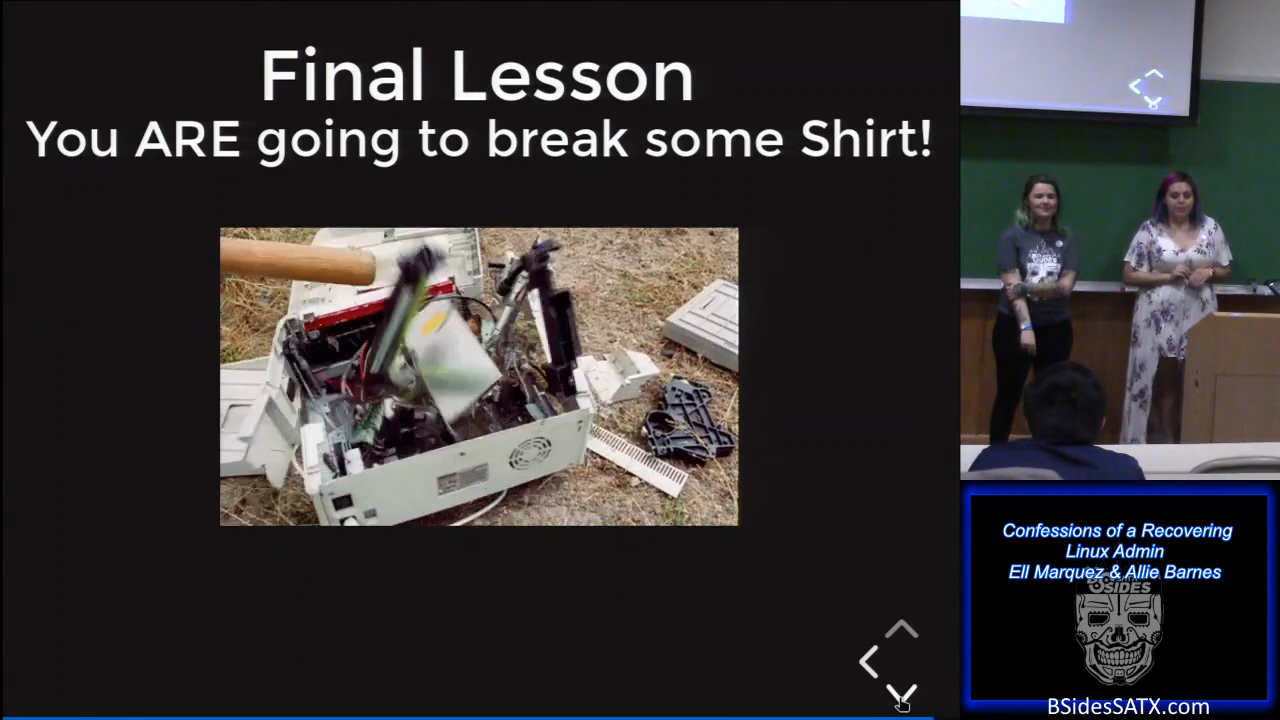 Final Lesson
You ARE going to break some Shirt!
Confessions of a Recovering
Linux Admin
Ell Marquez & Allie Barnes
BSIDES
BSidesSATX.com